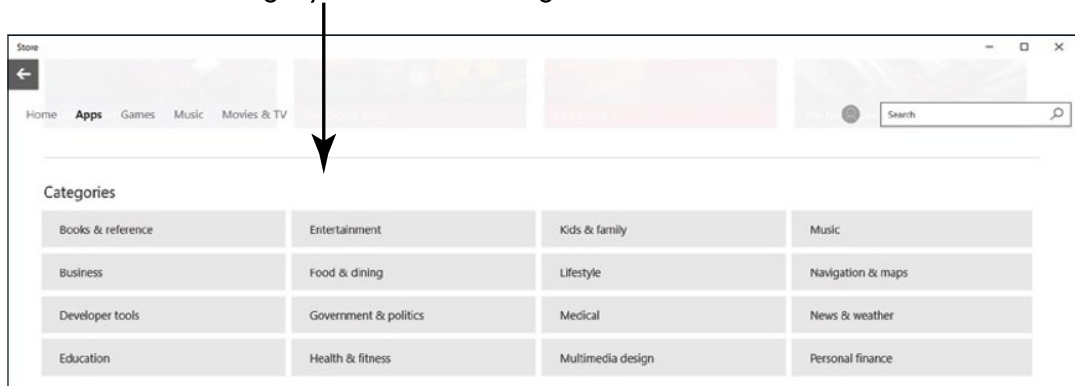 Store
Home Apps Games Music Movies & TV
Search
Categories
Books & reference Entertainment Kids & family Music
Business Food & dining Lifestyle Navigation & maps
Developer tools Government & politics Medical News & weather
Education Health & fitness Multimedia design Personal finance